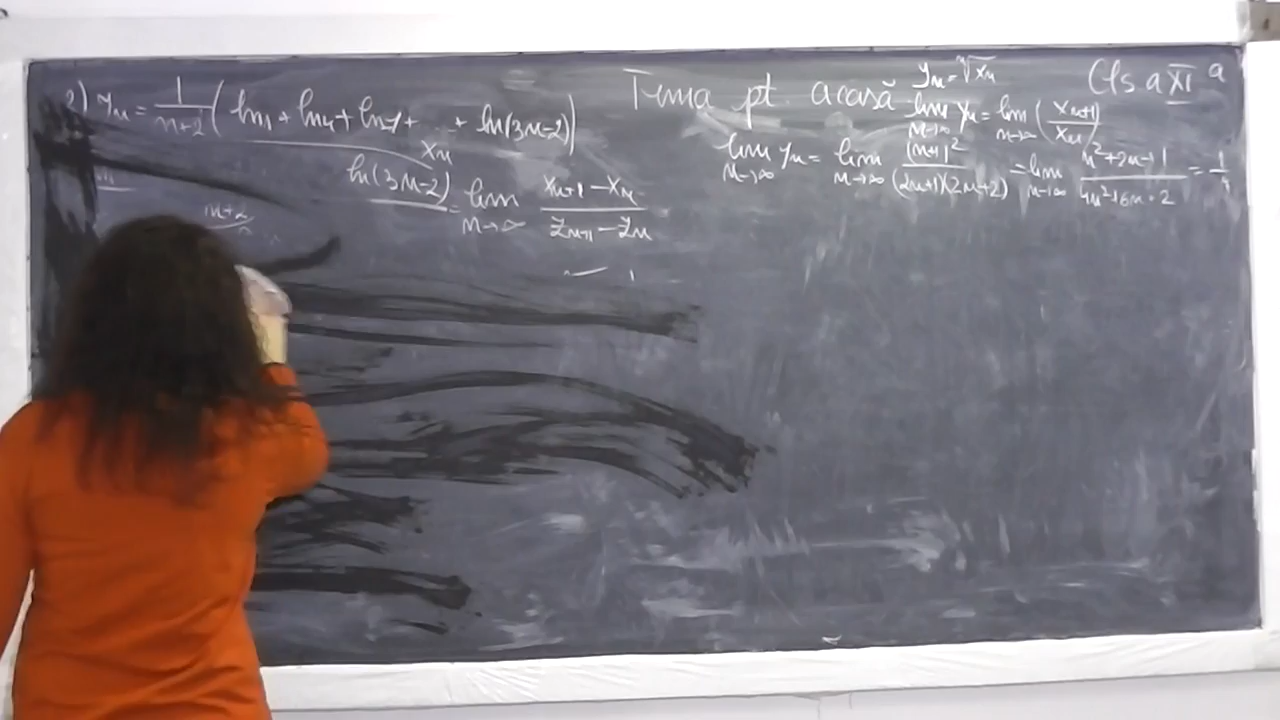 Tema pt. acasă
Cls a XI a
2) yₙ = 1/(n+2) (ln1 + ln4 + ln7 + ... + ln(3n-2))
xₙ
ln(3n-2)
= lim n→∞ (xₙ₊₁ - xₙ)/(zₙ₊₁ - zₙ)
n+2
yₙ = ⁿ√xₙ
lim n→∞ yₙ = lim n→∞ (xₙ₊₁/xₙ)
lim n→∞ yₙ = lim n→∞ (n+1)²/(2n+1)(2n+2) = lim n→∞ (n²+2n+1)/(4n²+6n+2) = 1/4